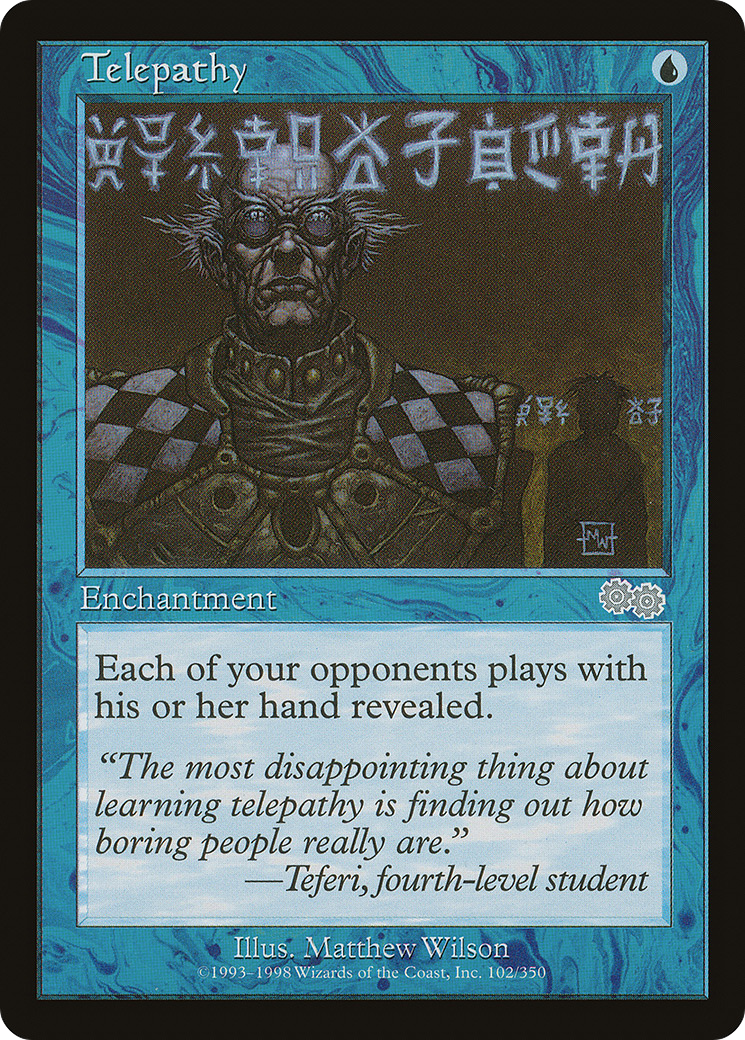 Telepathy
Enchantment
Each of your opponents plays with
his or her hand revealed.
“The most disappointing thing about
learning telepathy is finding out how
boring people really are.”
—Teferi, fourth-level student
Illus. Matthew Wilson
©1993–1998 Wizards of the Coast, Inc. 102/350